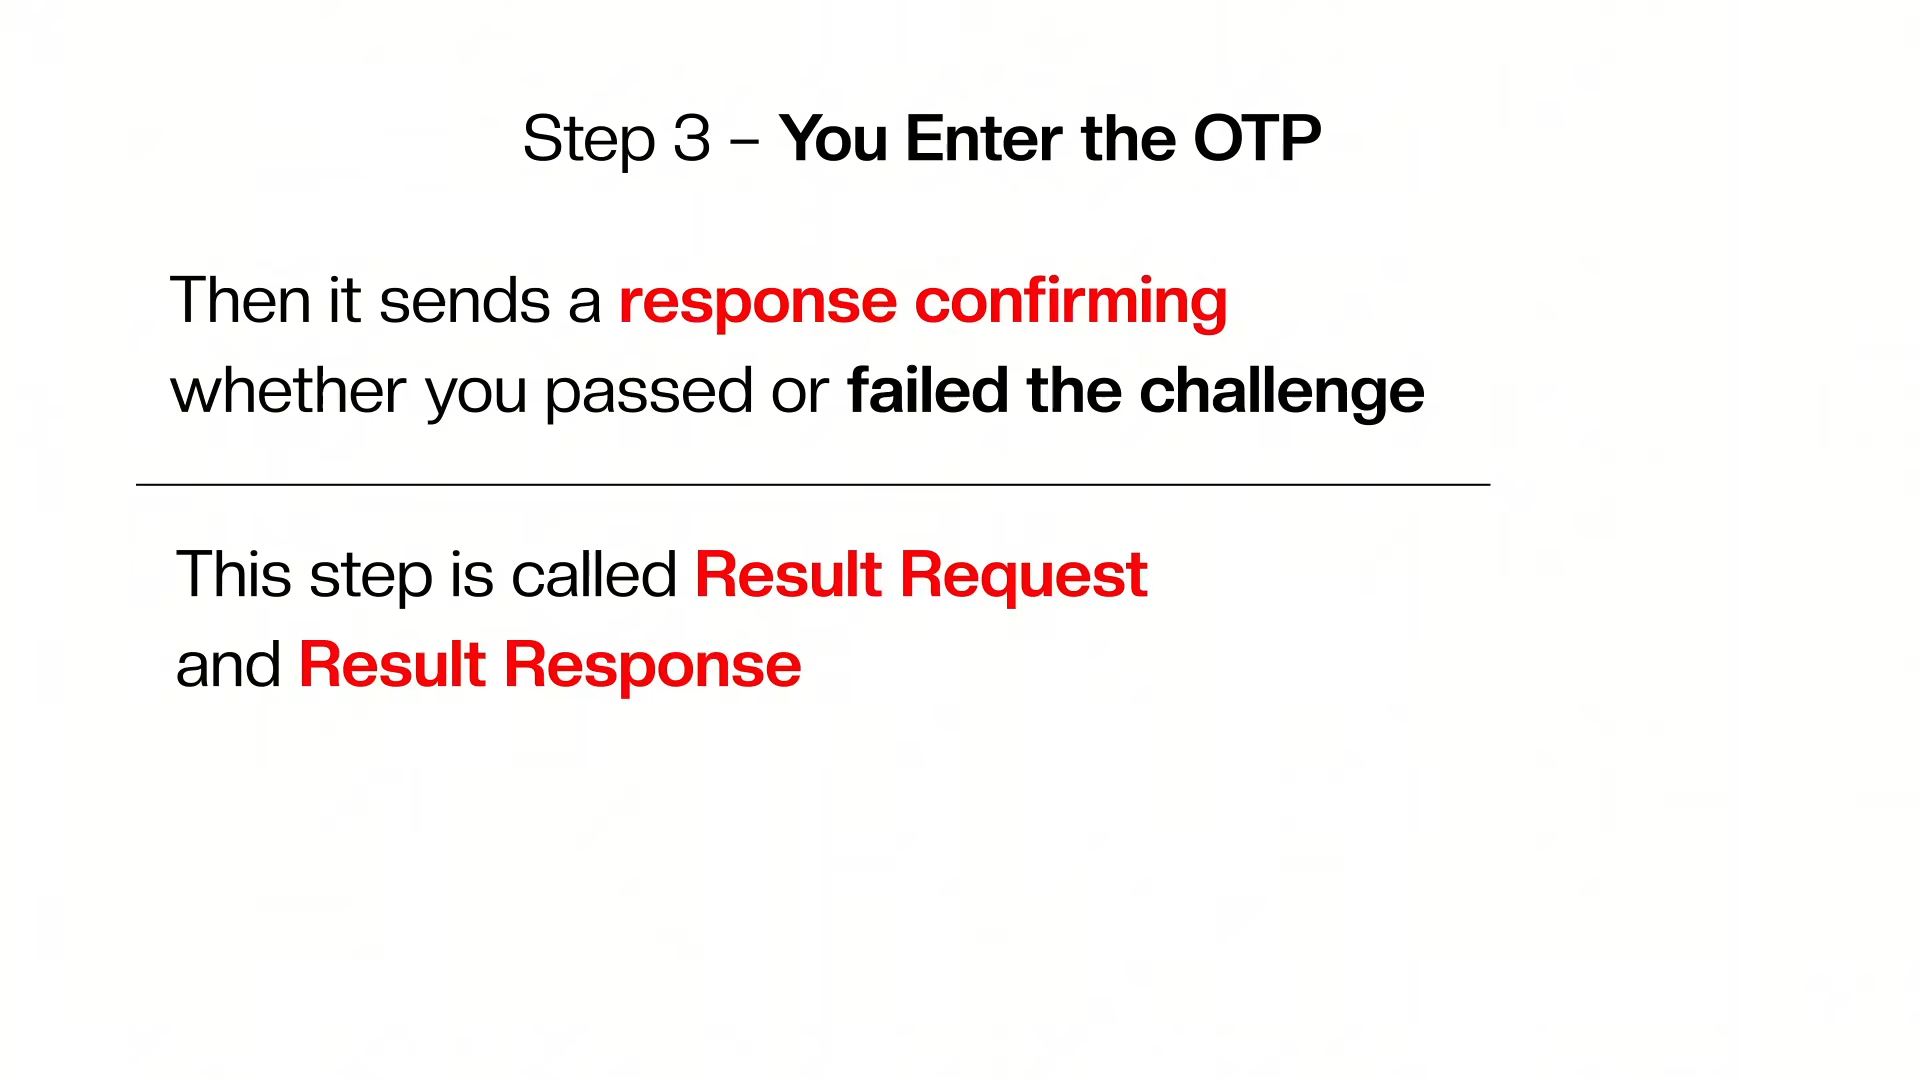 Step 3 – You Enter the OTP
Then it sends a response confirming
whether you passed or failed the challenge
This step is called Result Request
and Result Response